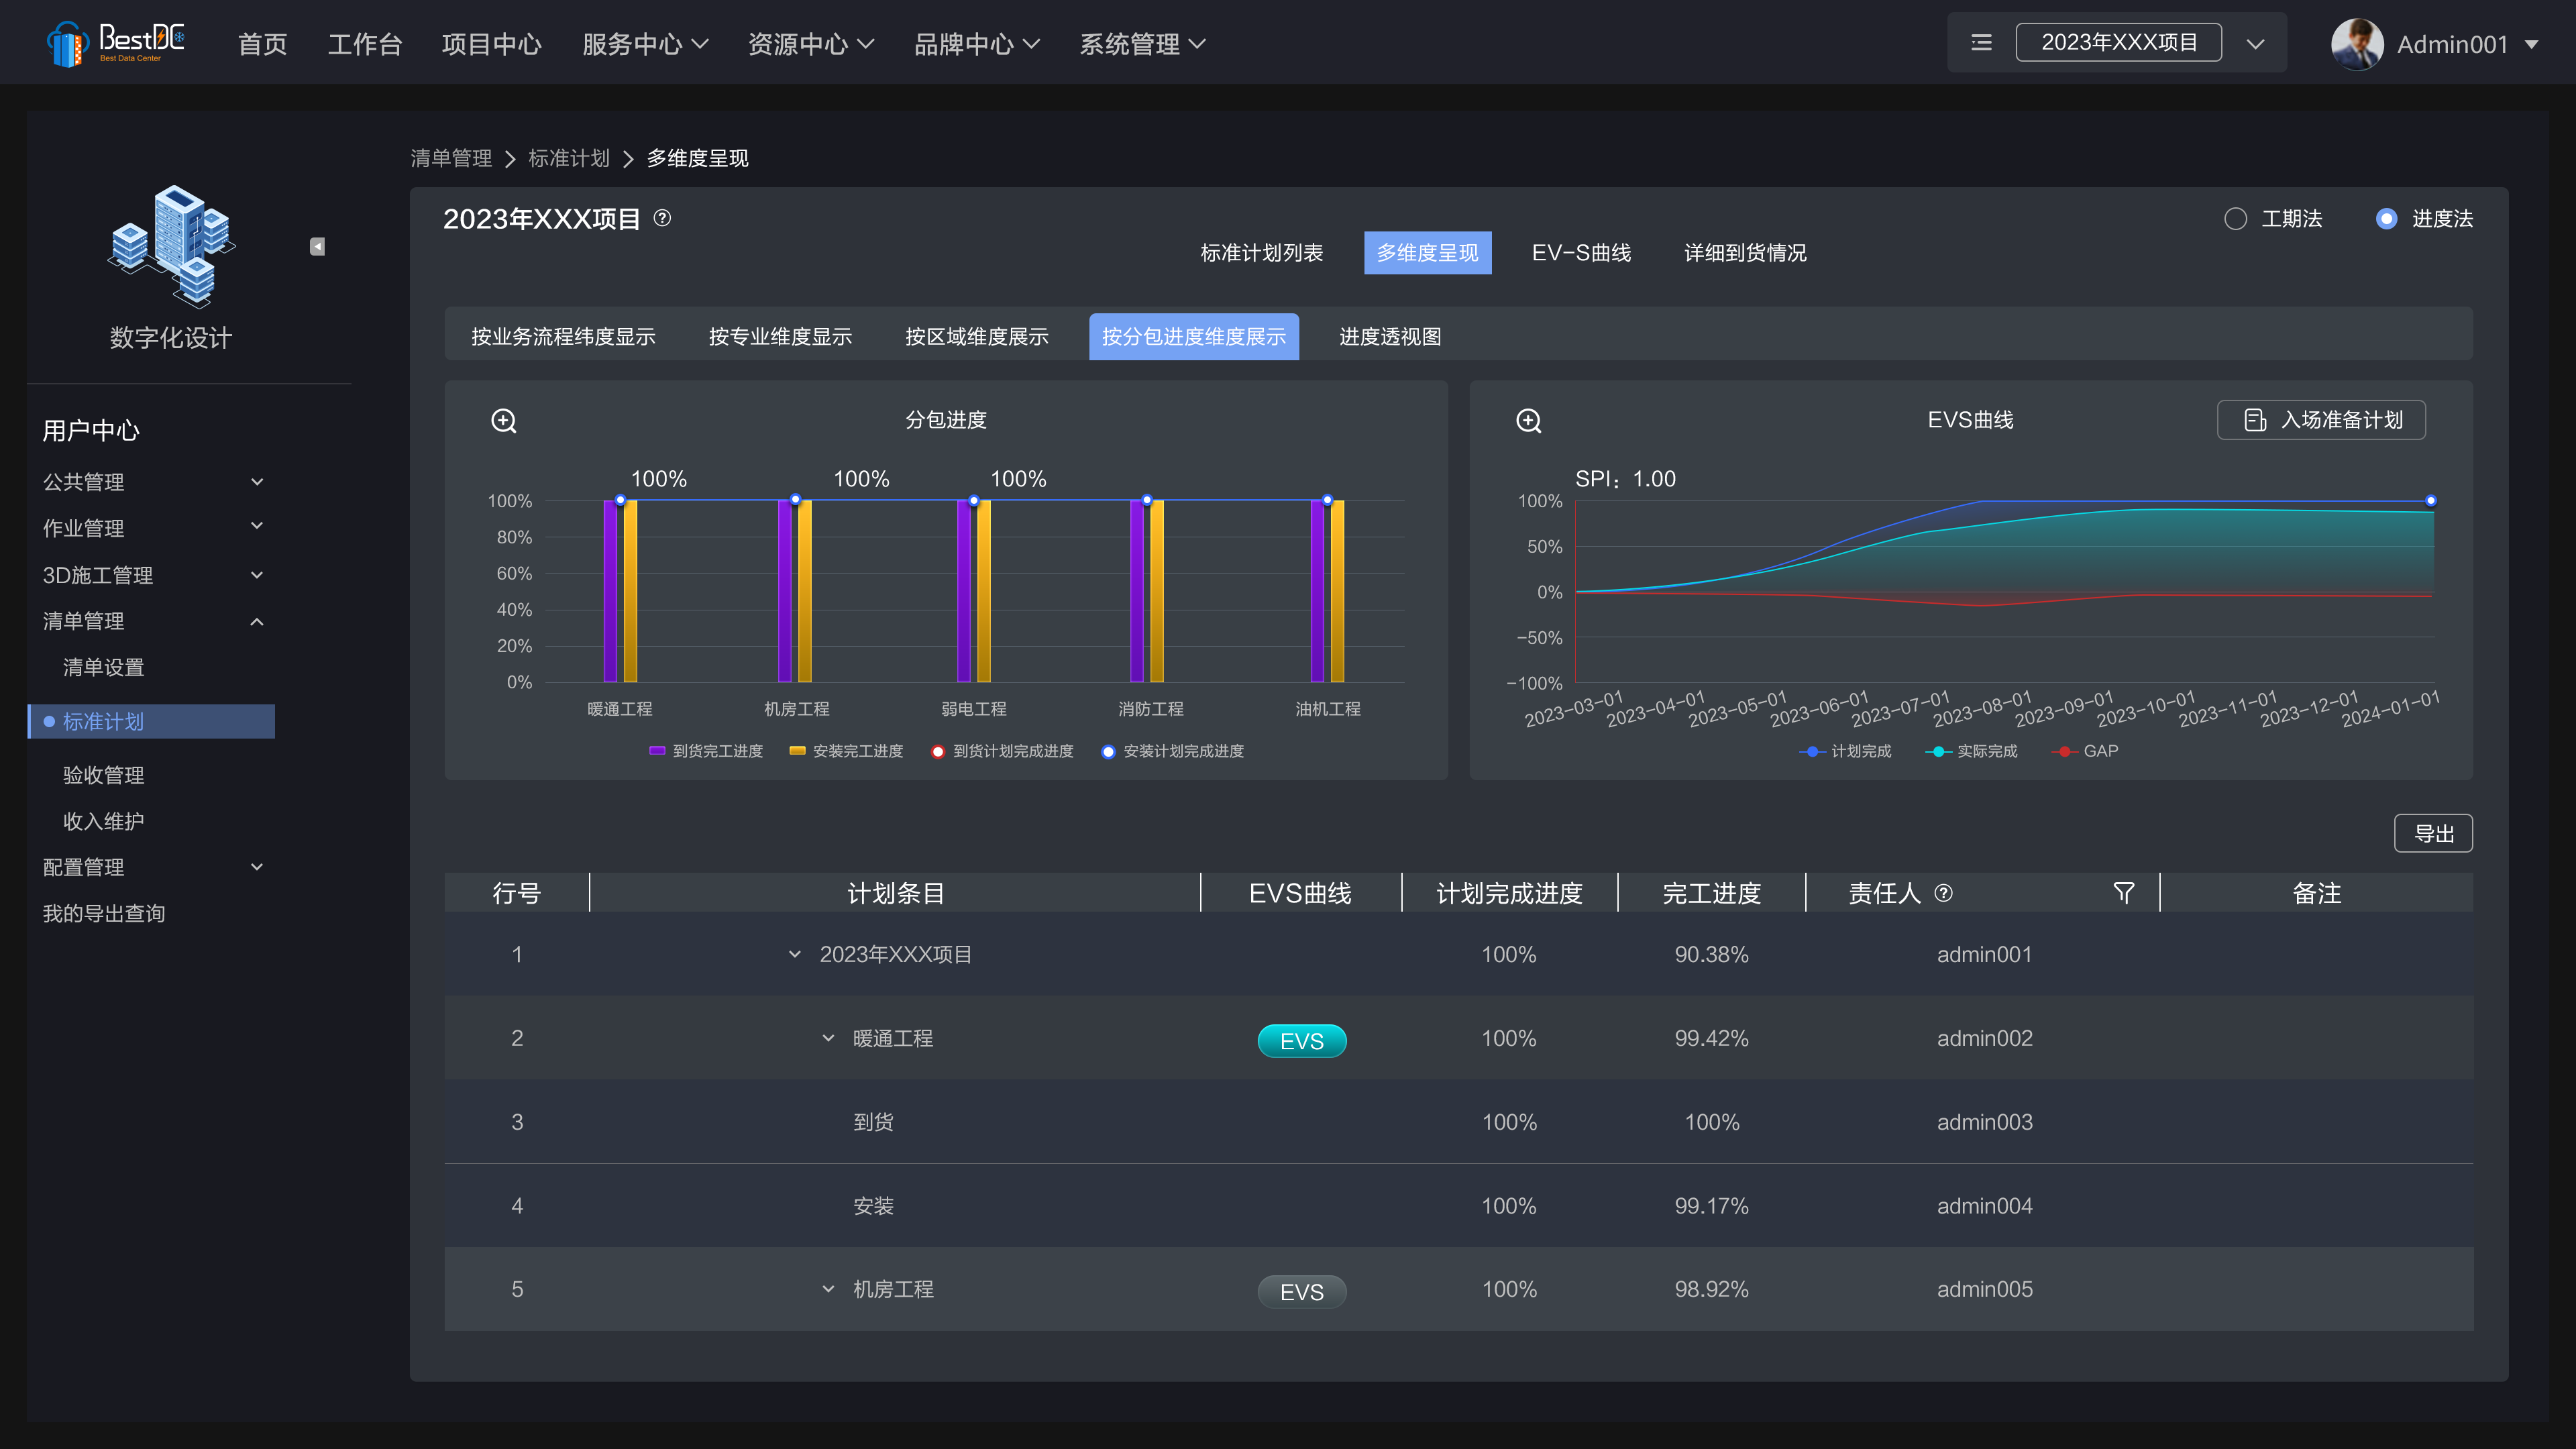 BestDC
Best Data Center
首页 工作台 项目中心 服务中心 资源中心 品牌中心 系统管理
2023年XXX项目
Admin001
清单管理 标准计划 多维度呈现
数字化设计
用户中心
公共管理
作业管理
3D施工管理
清单管理
清单设置
标准计划
验收管理
收入维护
配置管理
我的导出查询
2023年XXX项目
工期法 进度法
标准计划列表 多维度呈现 EV-S曲线 详细到货情况
按业务流程纬度显示 按专业维度显示 按区域维度展示 按分包进度维度展示 进度透视图
分包进度
100% 100% 100%
100%
80%
60%
40%
20%
0%
暖通工程 机房工程 弱电工程 消防工程 油机工程
到货完工进度 安装完工进度 到货计划完成进度 安装计划完成进度
EVS曲线
入场准备计划
SPI：1.00
100%
50%
0%
-50%
-100%
2023-03-01 2023-04-01 2023-05-01 2023-06-01 2023-07-01 2023-08-01 2023-09-01 2023-10-01 2023-11-01 2023-12-01 2024-01-01
计划完成 实际完成 GAP
导出
行号 计划条目 EVS曲线 计划完成进度 完工进度 责任人 备注
1 2023年XXX项目 100% 90.38% admin001
2 暖通工程 EVS 100% 99.42% admin002
3 到货 100% 100% admin003
4 安装 100% 99.17% admin004
5 机房工程 EVS 100% 98.92% admin005